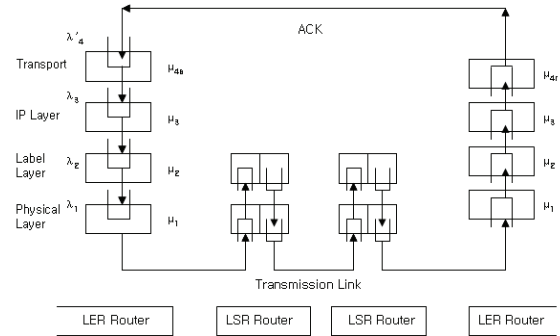 ACK
λ'4
Transport
μ4s
μ4r
λ3
IP Layer
μ3
μ3
λ2
Label
Layer
μ2
μ2
λ1
Physical
Layer
μ1
μ1
Transmission Link
LER Router
LSR Router
LSR Router
LER Router